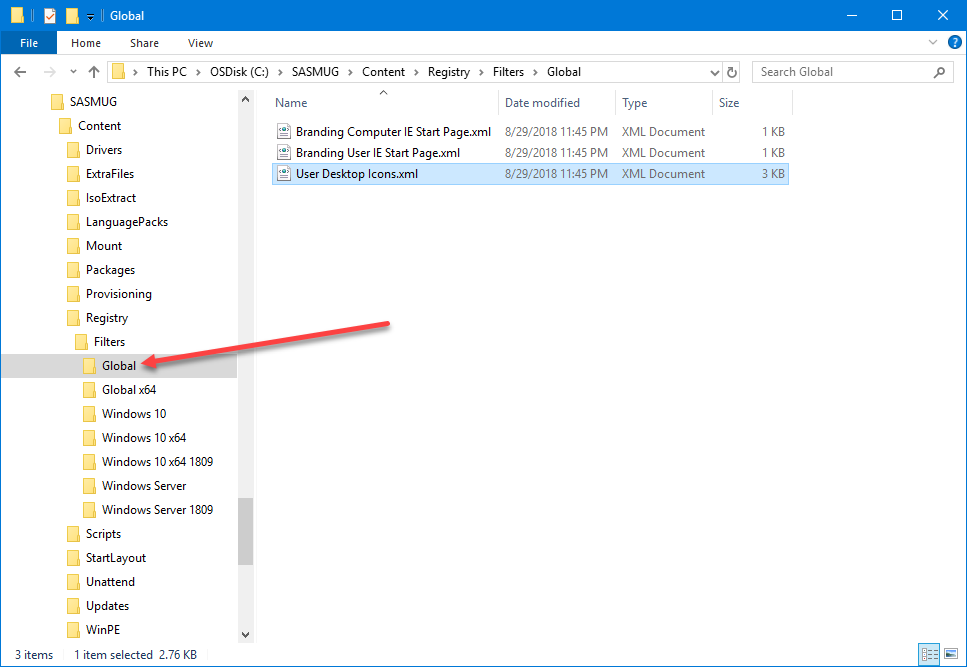 Global
File Home Share View
This PC OSDisk (C:) SASMUG Content Registry Filters Global Search Global
SASMUG
Content
Drivers
ExtraFiles
IsoExtract
LanguagePacks
Mount
Packages
Provisioning
Registry
Filters
Global
Global x64
Windows 10
Windows 10 x64
Windows 10 x64 1809
Windows Server
Windows Server 1809
Scripts
StartLayout
Unattend
Updates
WinPE
Name Date modified Type Size
Branding Computer IE Start Page.xml 8/29/2018 11:45 PM XML Document 1 KB
Branding User IE Start Page.xml 8/29/2018 11:45 PM XML Document 1 KB
User Desktop Icons.xml 8/29/2018 11:45 PM XML Document 3 KB
3 items 1 item selected 2.76 KB